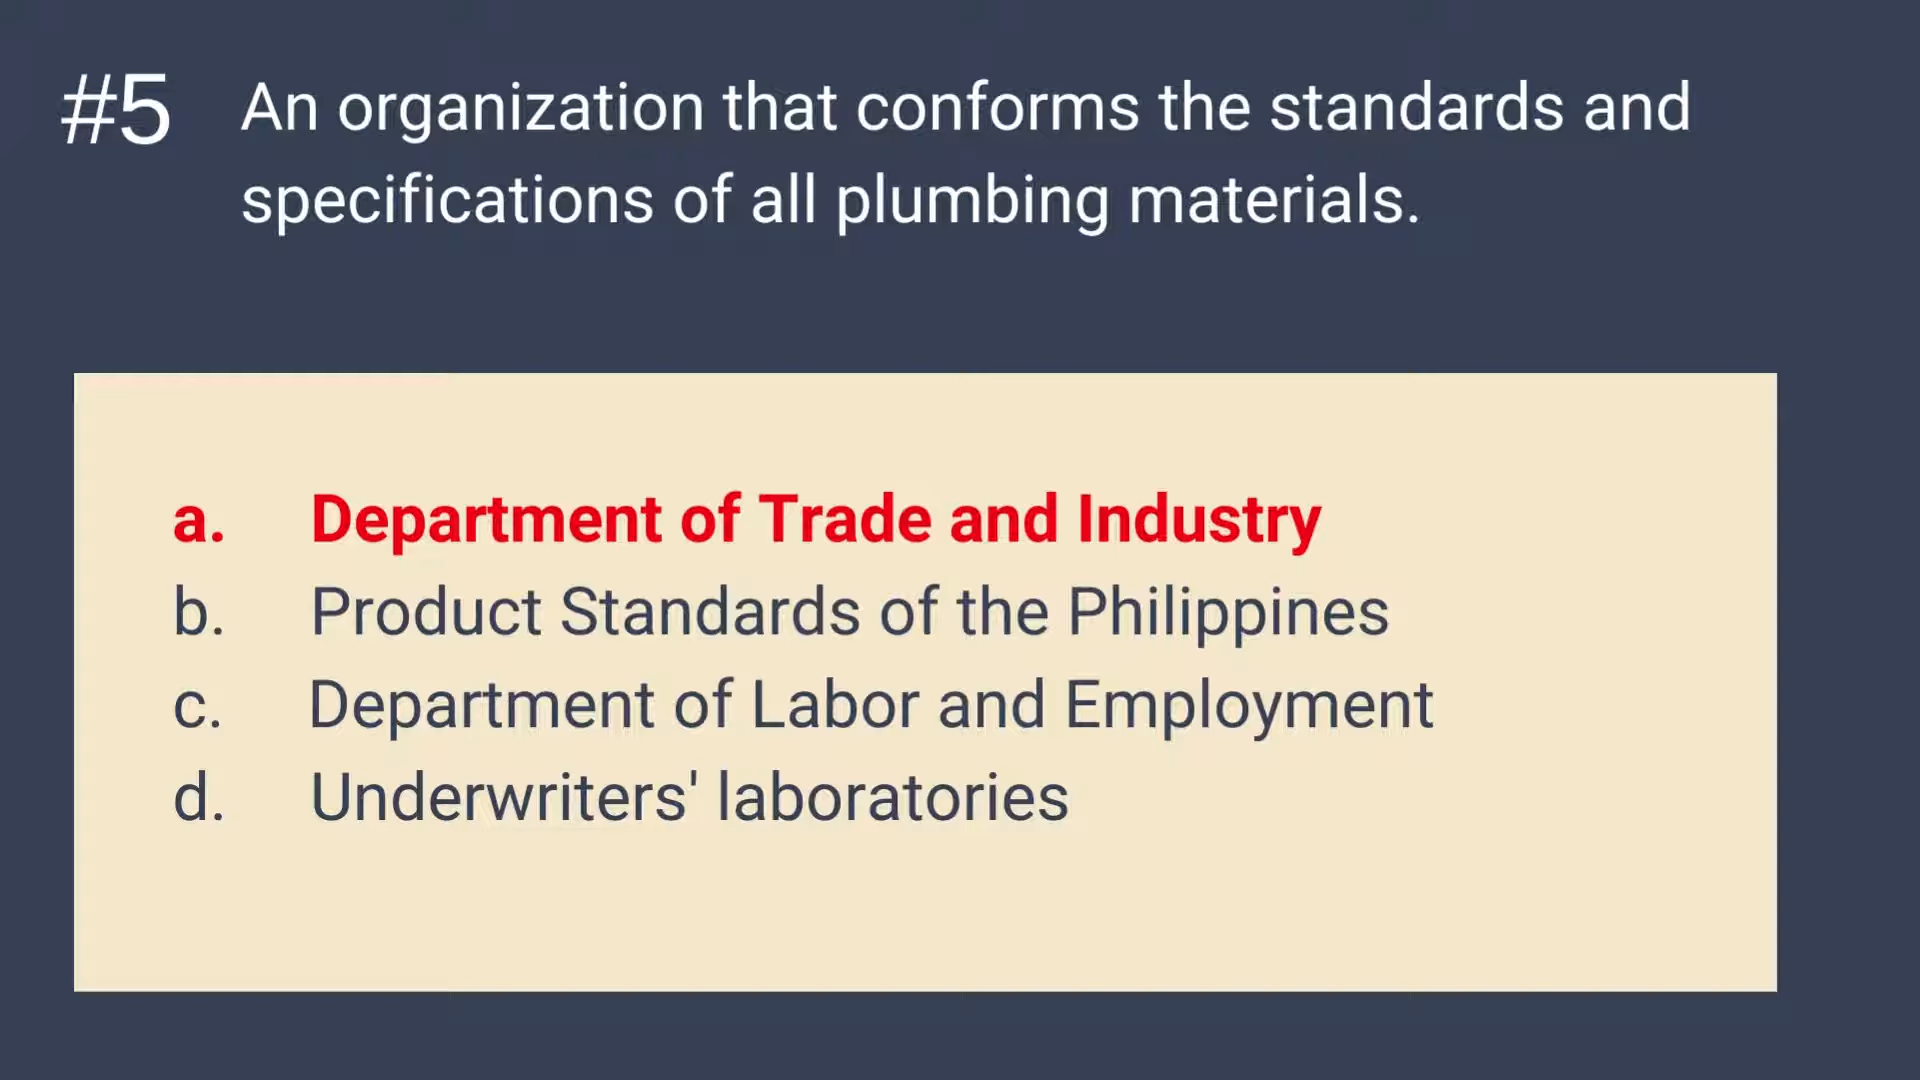 #5 An organization that conforms the standards and
specifications of all plumbing materials.
a. Department of Trade and Industry
b. Product Standards of the Philippines
c. Department of Labor and Employment
d. Underwriters' laboratories